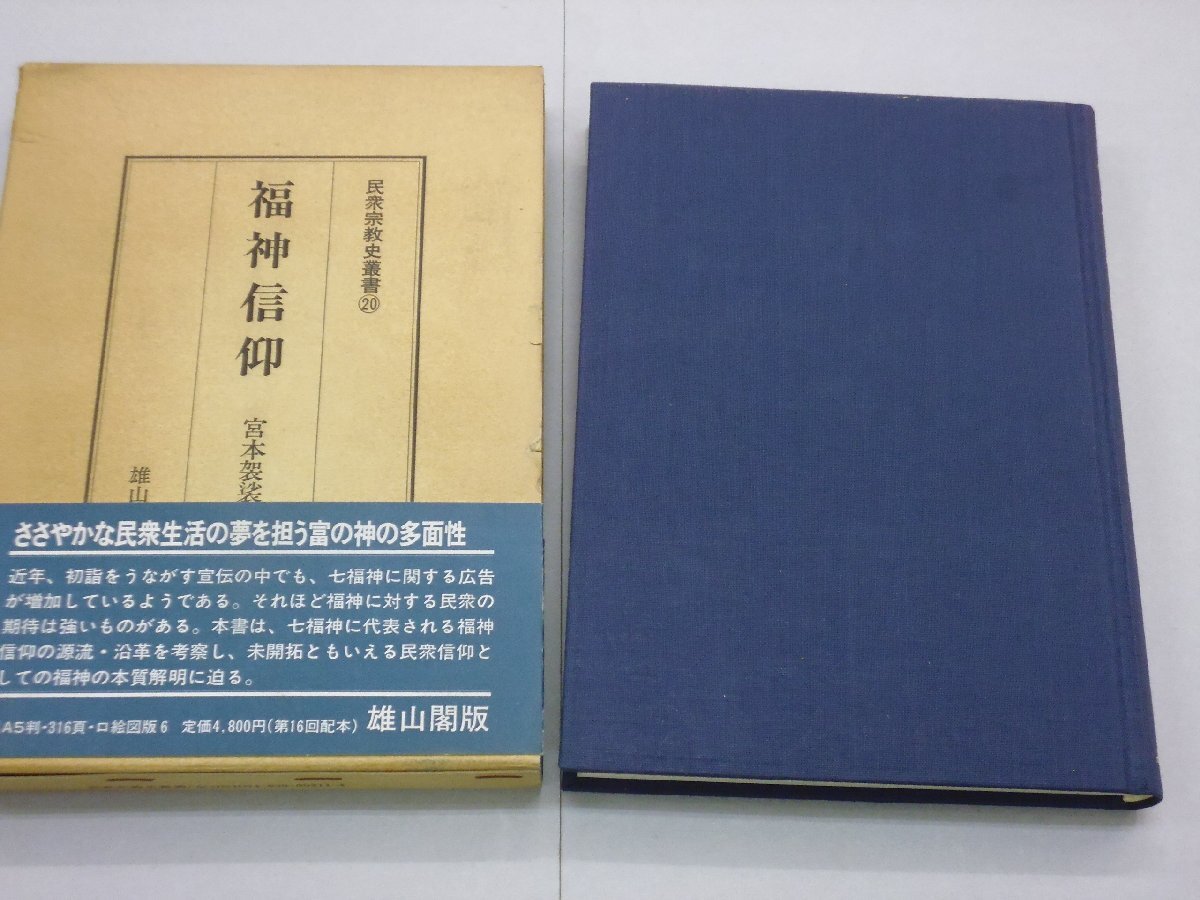 民衆宗教史叢書⑳
福神信仰
宮本袈裟
雄山
ささやかな民衆生活の夢を担う富の神の多面性
近年、初詣をうながす宣伝の中でも、七福神に関する広告
が増加しているようである。それほど福神に対する民衆の
期待は強いものがある。本書は、七福神に代表される福神
信仰の源流・沿革を考察し、未開拓ともいえる民衆信仰と
しての福神の本質解明に迫る。
A5判・316頁・口絵図版6 定価4,800円(第16回配本) 雄山閣版